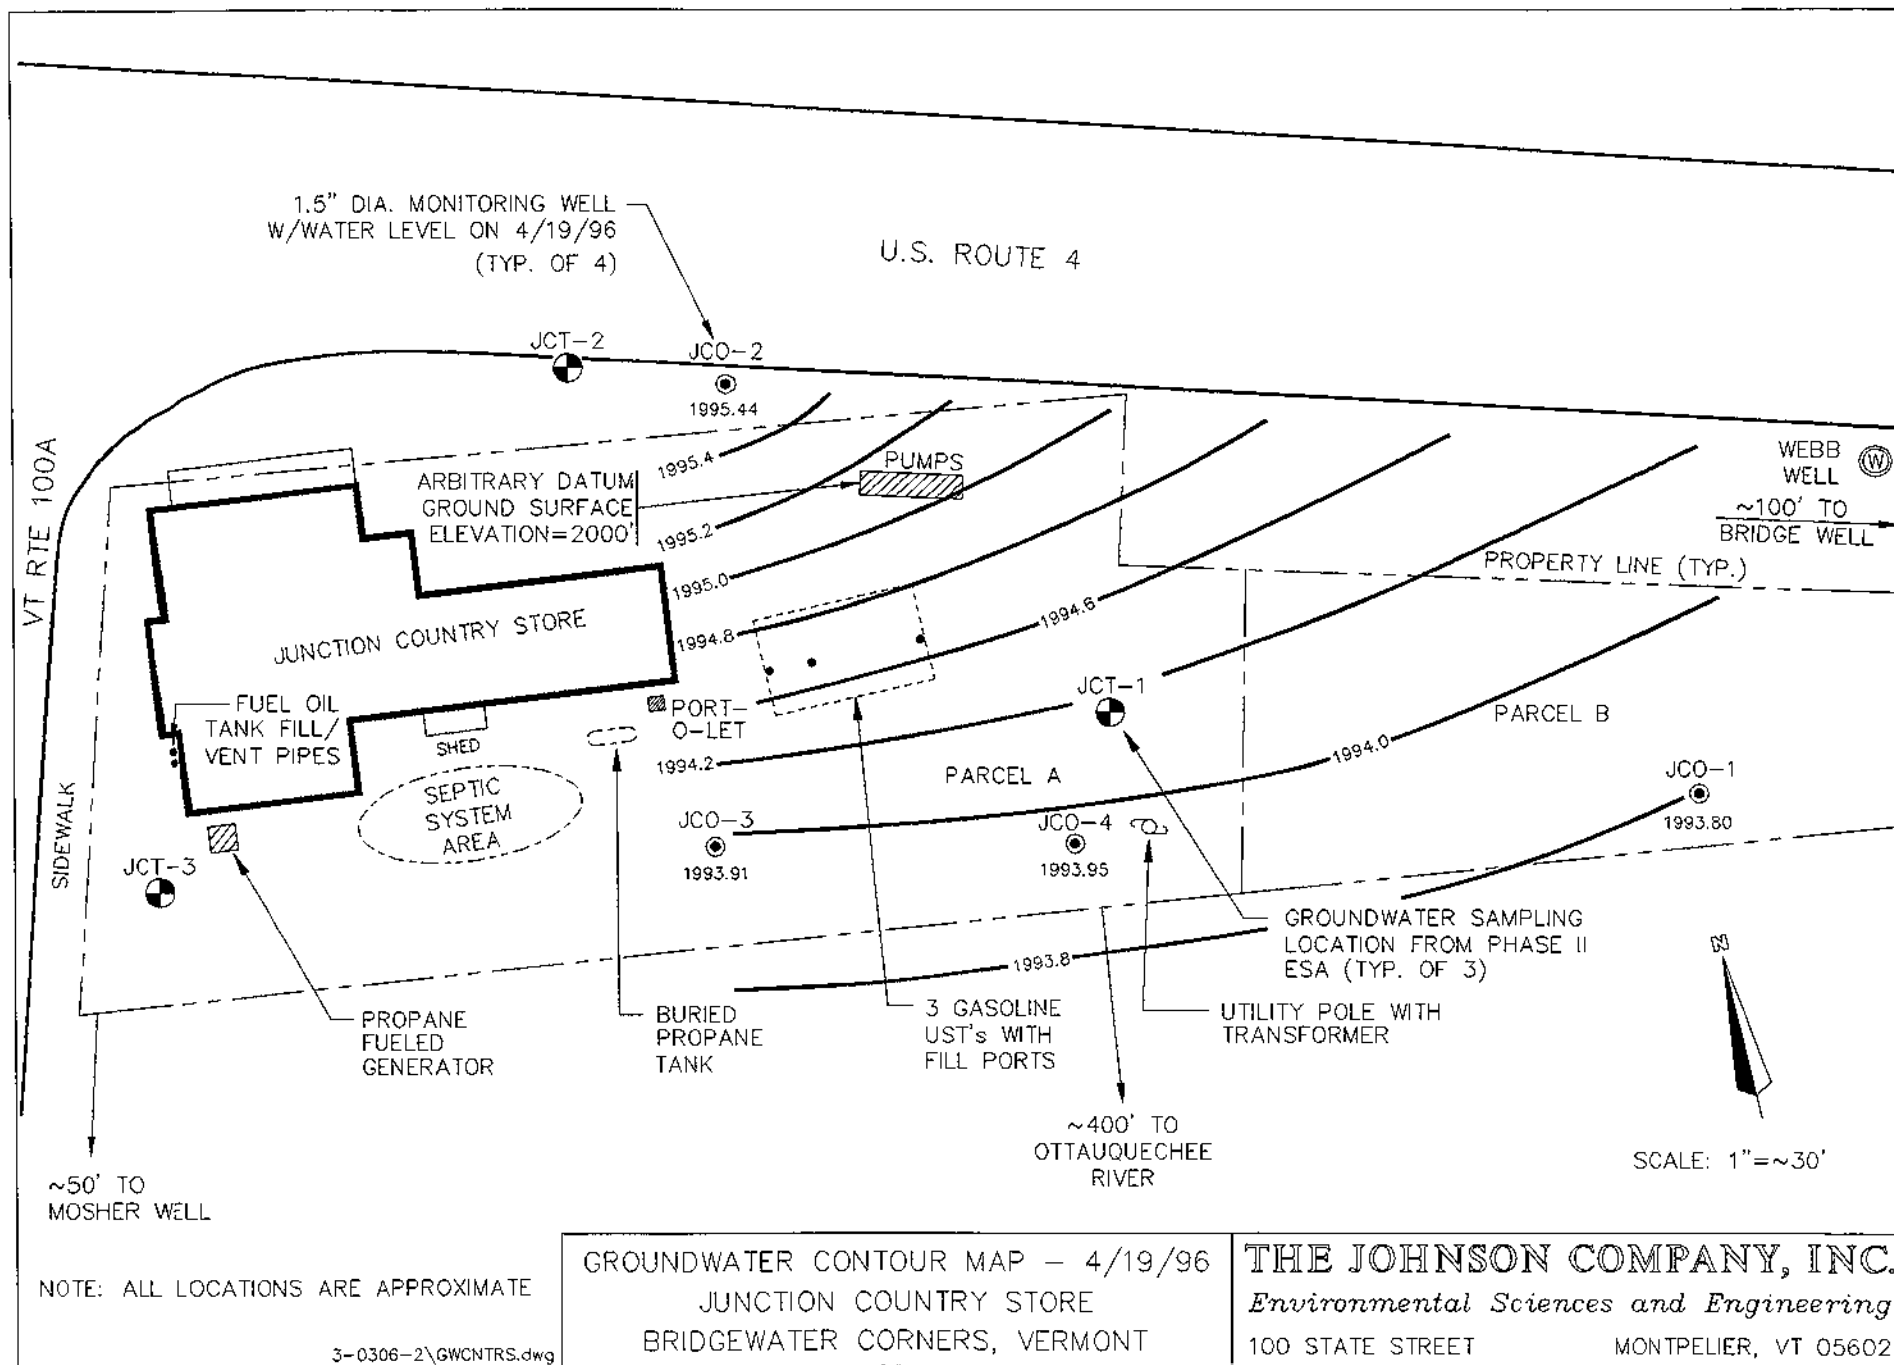 1.5" DIA. MONITORING WELL
W/WATER LEVEL ON 4/19/96
(TYP. OF 4)
U.S. ROUTE 4
JCT-2
JCO-2
1995.44
VT RTE 100A
WEBB
WELL
W
~100' TO
BRIDGE WELL
1995.4
PUMPS
ARBITRARY DATUM
GROUND SURFACE
ELEVATION=2000'
1995.2
1995.0
PROPERTY LINE (TYP.)
1994.8
1994.6
JUNCTION COUNTRY STORE
FUEL OIL
TANK FILL/
VENT PIPES
PORT-
O-LET
JCT-1
PARCEL B
SHED
1994.2
1994.0
PARCEL A
SEPTIC
SYSTEM
AREA
JCO-1
1993.80
JCO-3
1993.91
JCO-4
1993.95
SIDEWALK
JCT-3
GROUNDWATER SAMPLING
LOCATION FROM PHASE II
ESA (TYP. OF 3)
N
1993.8
PROPANE
FUELED
GENERATOR
BURIED
PROPANE
TANK
3 GASOLINE
UST's WITH
FILL PORTS
UTILITY POLE WITH
TRANSFORMER
~400' TO
OTTAUQUECHEE
RIVER
SCALE: 1"=~30'
~50' TO
MOSHER WELL
NOTE: ALL LOCATIONS ARE APPROXIMATE
3-0306-2\GWCNTRS.dwg
GROUNDWATER CONTOUR MAP – 4/19/96
JUNCTION COUNTRY STORE
BRIDGEWATER CORNERS, VERMONT
THE JOHNSON COMPANY, INC.
Environmental Sciences and Engineering
100 STATE STREET MONTPELIER, VT 05602